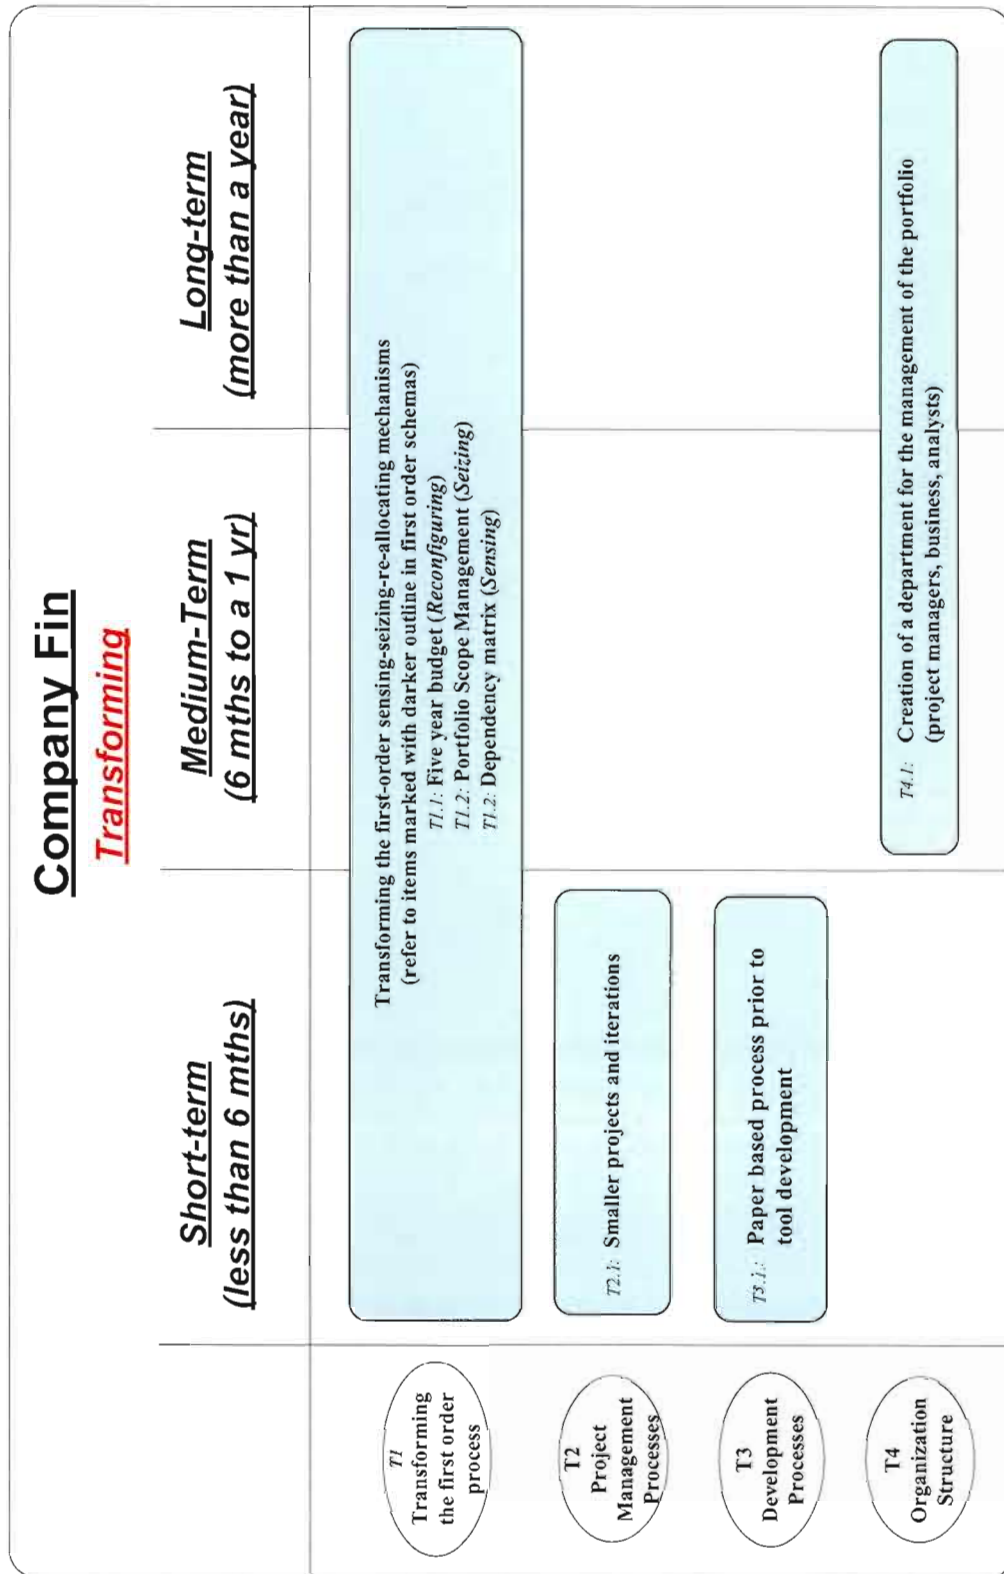 Company Fin
Transforming
Short-term
(less than 6 mths)
Medium-Term
(6 mths to a 1 yr)
Long-term
(more than a year)
T1
Transforming
the first order
process
Transforming the first-order sensing-seizing-re-allocating mechanisms
(refer to items marked with darker outline in first order schemas)
T1.1: Five year budget (Reconfiguring)
T1.2: Portfolio Scope Management (Seizing)
T1.2: Dependency matrix (Sensing)
T2
Project
Management
Processes
T2.1: Smaller projects and iterations
T3
Development
Processes
T3.1.: Paper based process prior to
tool development
T4
Organization
Structure
T4.1: Creation of a department for the management of the portfolio
(project managers, business, analysts)